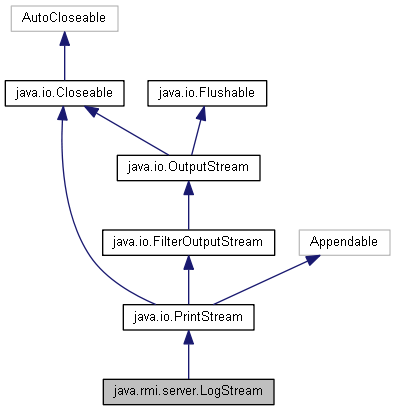 AutoCloseable
java.io.Closeable
java.io.Flushable
java.io.OutputStream
java.io.FilterOutputStream
Appendable
java.io.PrintStream
java.rmi.server.LogStream